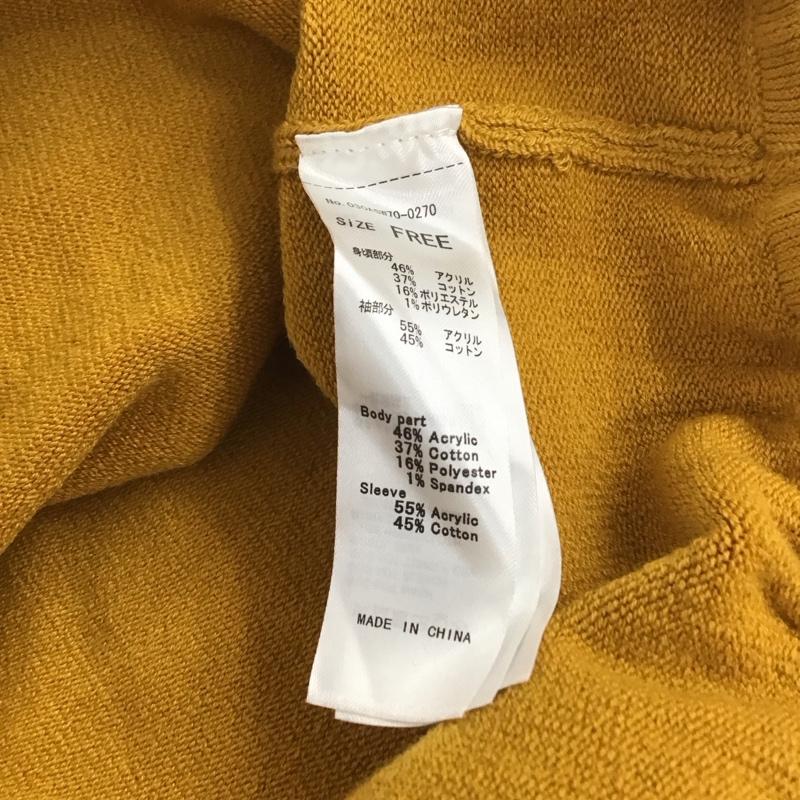 SiZE FREE
身頃部分
46% アクリル
37% コットン
16% ポリエステル
1% ポリウレタン
袖部分
55% アクリル
45% コットン
Body part
46% Acrylic
37% Cotton
16% Polyester
1% Spandex
Sleeve
55% Acrylic
45% Cotton
MADE IN CHINA